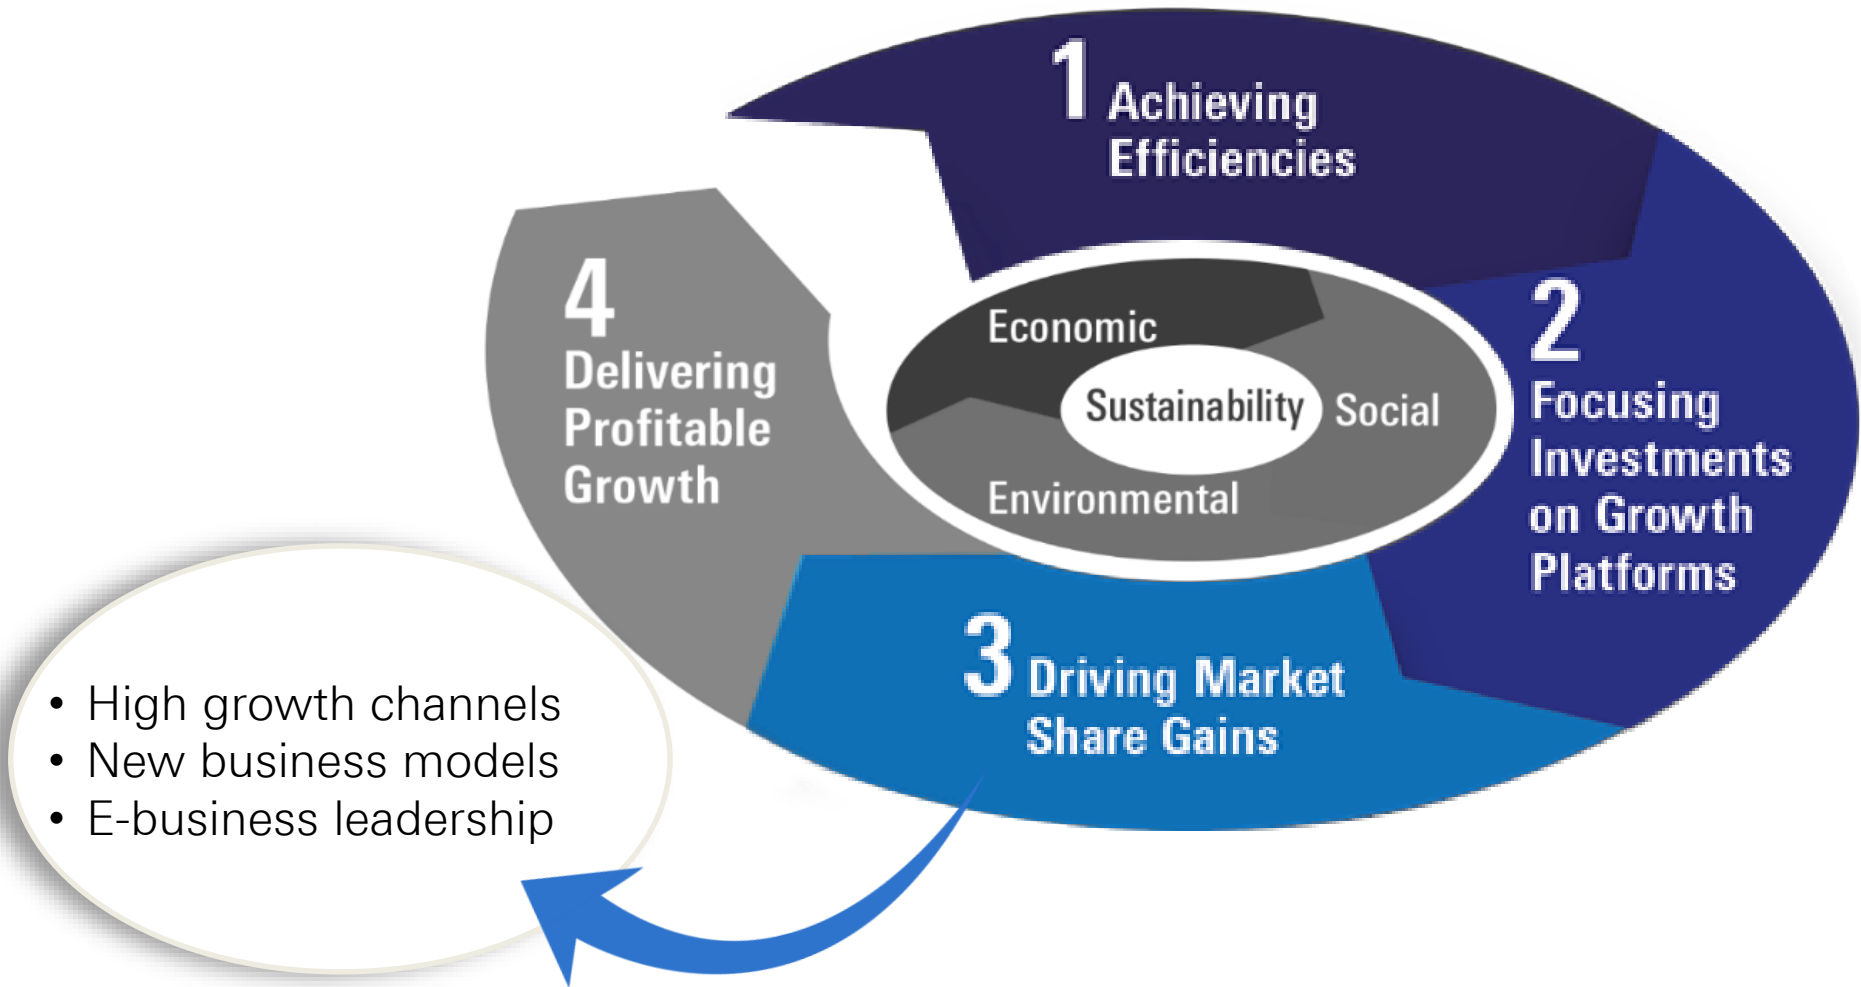 1 Achieving
Efficiencies
2
Focusing
Investments
on Growth
Platforms
3 Driving Market
Share Gains
4
Delivering
Profitable
Growth
Economic
Sustainability
Social
Environmental
• High growth channels
• New business models
• E-business leadership